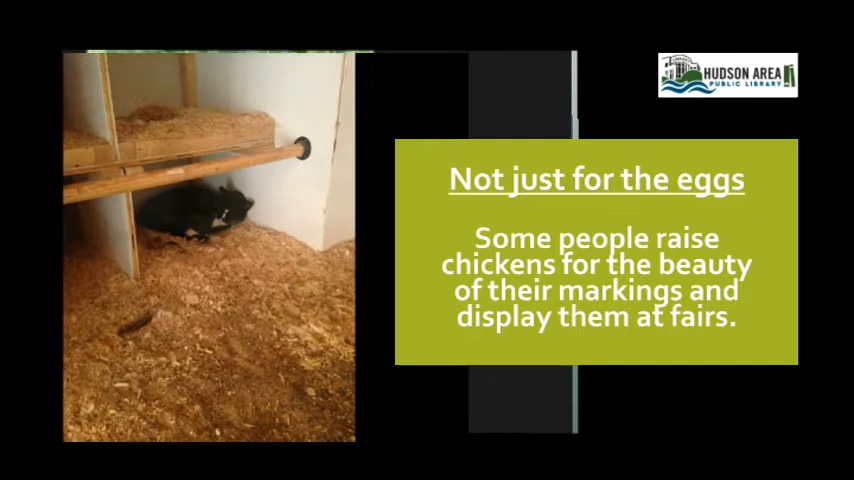 HUDSON AREA
PUBLIC LIBRARY
Not just for the eggs
Some people raise
chickens for the beauty
of their markings and
display them at fairs.